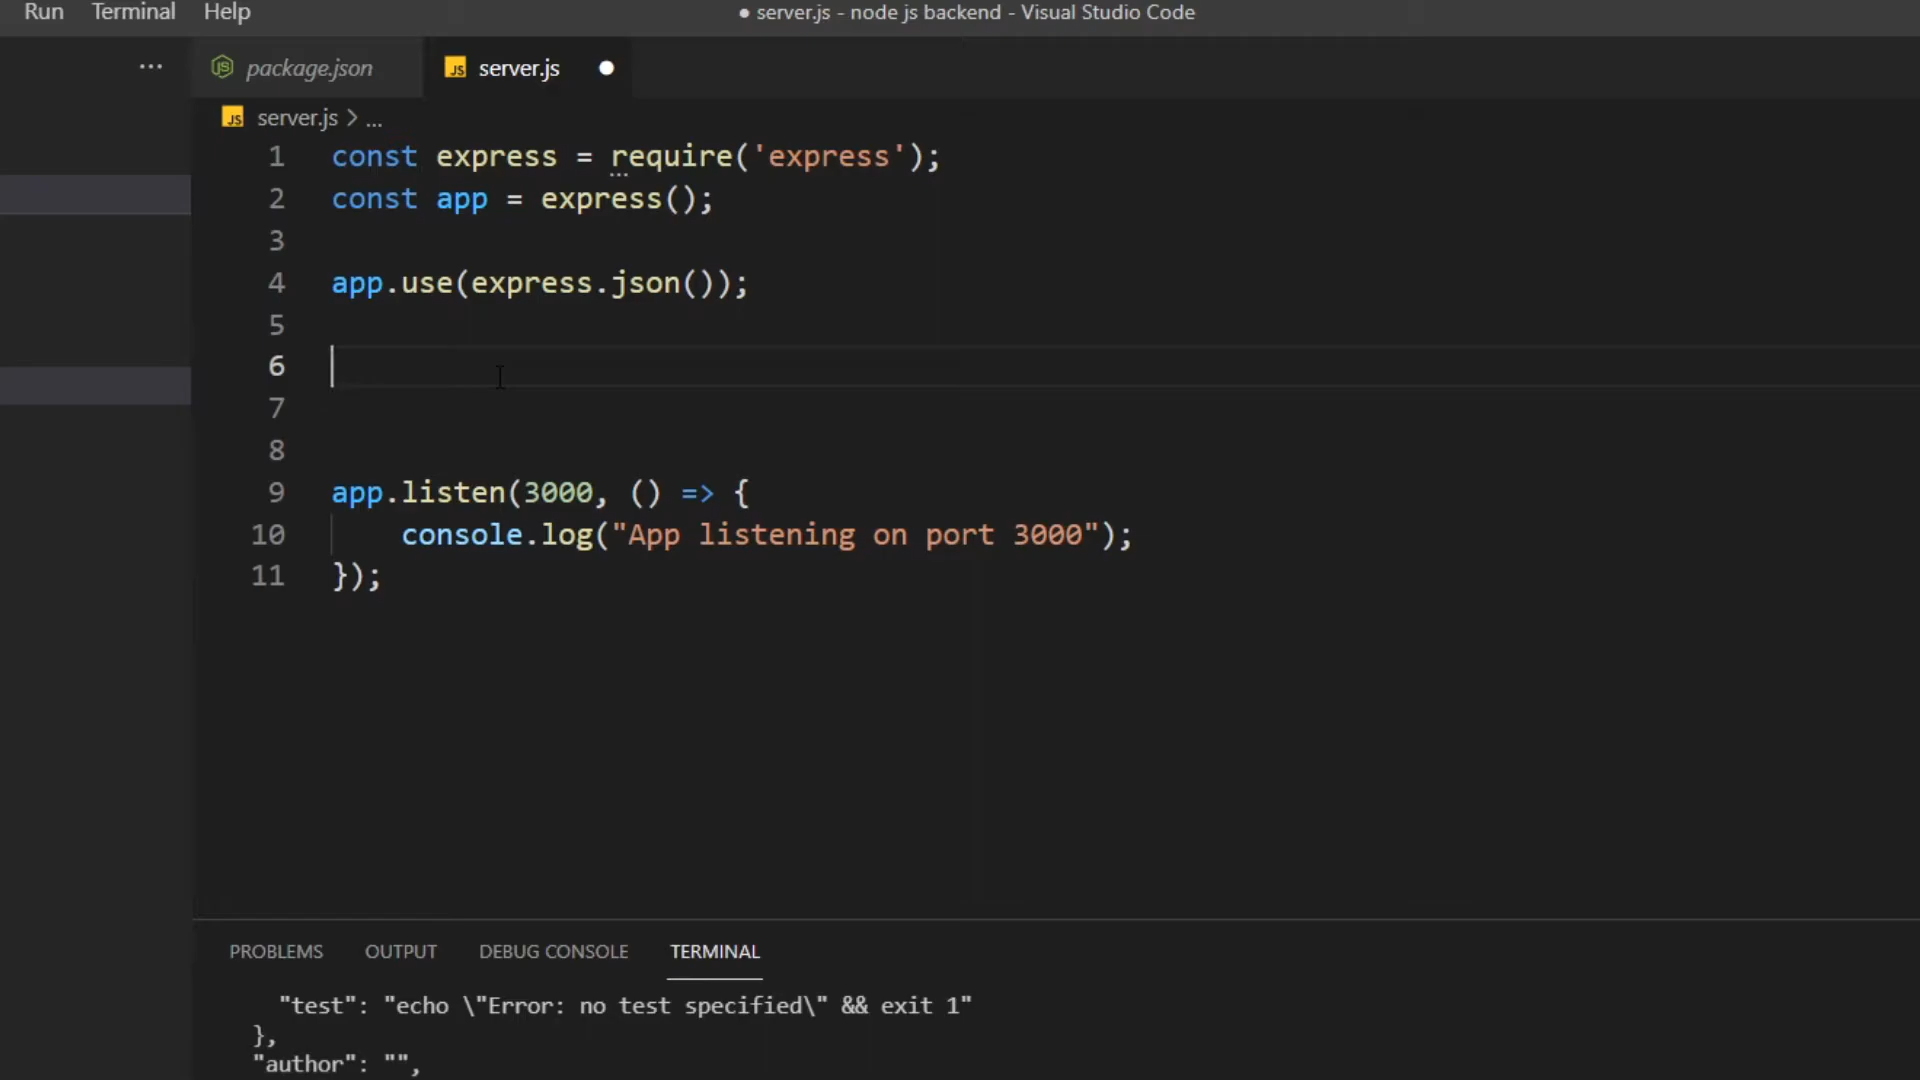 Run Terminal Help
● server.js - node js backend - Visual Studio Code
... package.json server.js ●
server.js > ...
1 const express = require('express');
2 const app = express();
3
4 app.use(express.json());
5
6
7
8
9 app.listen(3000, () => {
10 console.log("App listening on port 3000");
11 });
PROBLEMS OUTPUT DEBUG CONSOLE TERMINAL
"test": "echo \"Error: no test specified\" && exit 1"
},
"author": "",